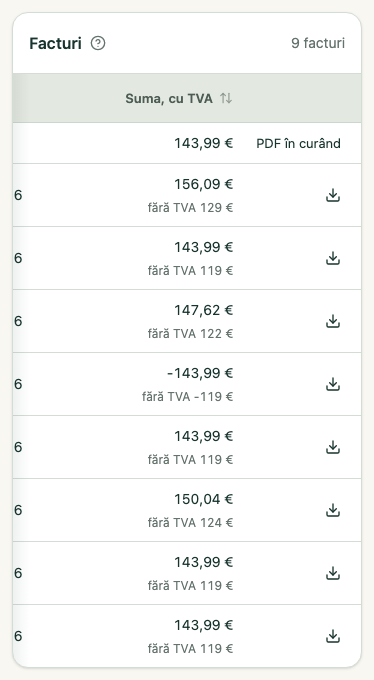 Facturi
9 facturi
Suma, cu TVA
143,99 € PDF în curând
6 156,09 €
fără TVA 129 €
6 143,99 €
fără TVA 119 €
6 147,62 €
fără TVA 122 €
6 -143,99 €
fără TVA -119 €
6 143,99 €
fără TVA 119 €
6 150,04 €
fără TVA 124 €
6 143,99 €
fără TVA 119 €
6 143,99 €
fără TVA 119 €